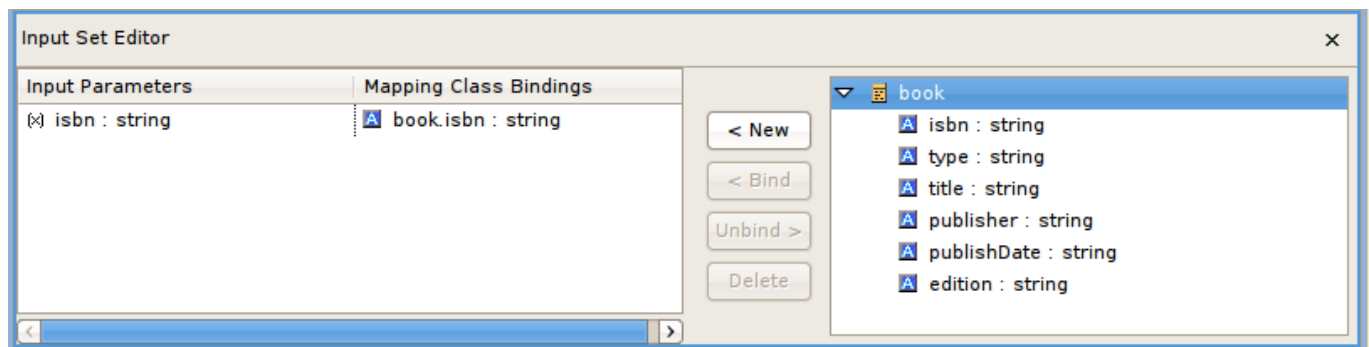 Input Set Editor
Input Parameters Mapping Class Bindings
isbn : string book.isbn : string
< New
< Bind
Unbind >
Delete
book
isbn : string
type : string
title : string
publisher : string
publishDate : string
edition : string